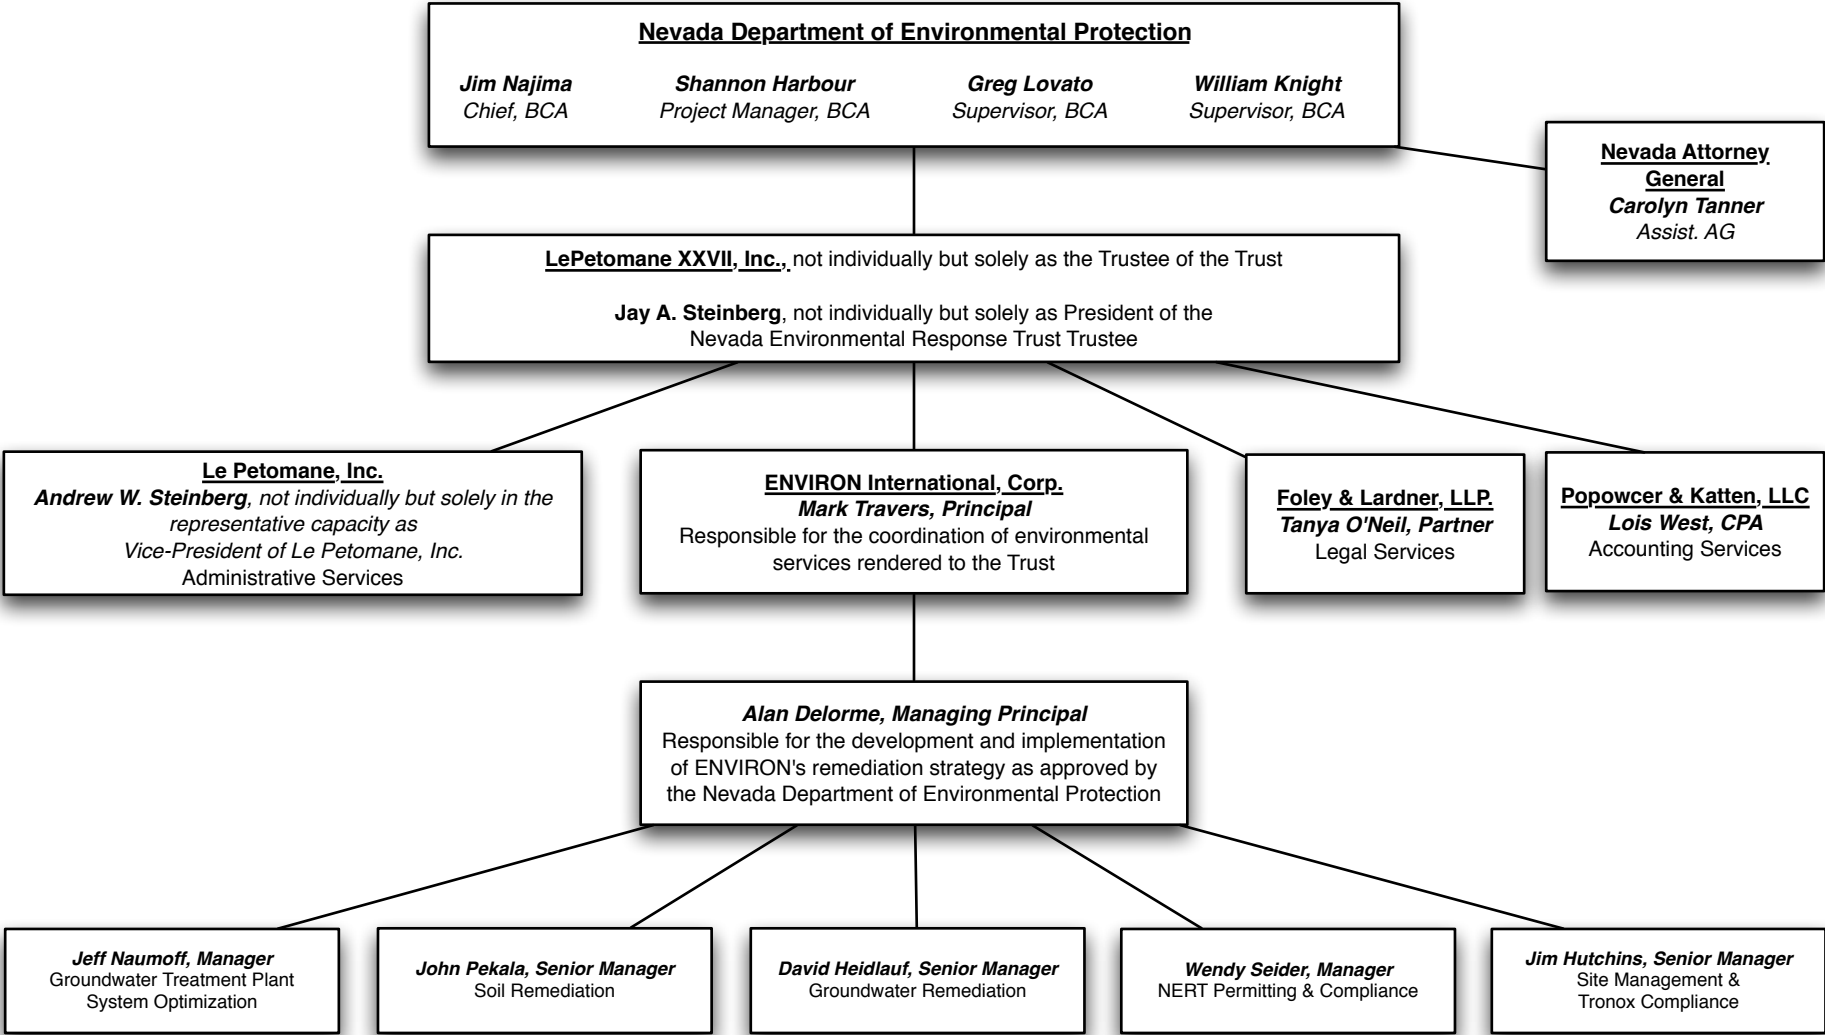 Nevada Department of Environmental Protection
Jim Najima
Chief, BCA
Shannon Harbour
Project Manager, BCA
Greg Lovato
Supervisor, BCA
William Knight
Supervisor, BCA
Nevada Attorney
General
Carolyn Tanner
Assist. AG
LePetomane XXVII, Inc., not individually but solely as the Trustee of the Trust
Jay A. Steinberg, not individually but solely as President of the
Nevada Environmental Response Trust Trustee
Le Petomane, Inc.
Andrew W. Steinberg, not individually but solely in the
representative capacity as
Vice-President of Le Petomane, Inc.
Administrative Services
ENVIRON International, Corp.
Mark Travers, Principal
Responsible for the coordination of environmental
services rendered to the Trust
Foley & Lardner, LLP.
Tanya O'Neil, Partner
Legal Services
Popowcer & Katten, LLC
Lois West, CPA
Accounting Services
Alan Delorme, Managing Principal
Responsible for the development and implementation
of ENVIRON's remediation strategy as approved by
the Nevada Department of Environmental Protection
Jeff Naumoff, Manager
Groundwater Treatment Plant
System Optimization
John Pekala, Senior Manager
Soil Remediation
David Heidlauf, Senior Manager
Groundwater Remediation
Wendy Seider, Manager
NERT Permitting & Compliance
Jim Hutchins, Senior Manager
Site Management &
Tronox Compliance